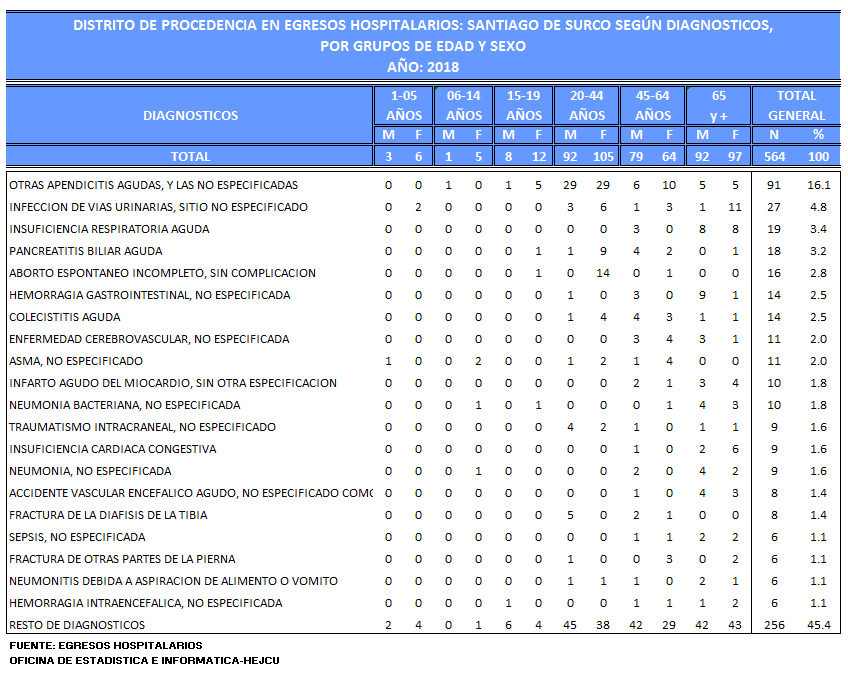 DISTRITO DE PROCEDENCIA EN EGRESOS HOSPITALARIOS: SANTIAGO DE SURCO SEGÚN DIAGNOSTICOS,
POR GRUPOS DE EDAD Y SEXO
AÑO: 2018
DIAGNOSTICOS 1-05 AÑOS 06-14 AÑOS 15-19 AÑOS 20-44 AÑOS 45-64 AÑOS 65 y + TOTAL GENERAL
M F M F M F M F M F M F N %
TOTAL 3 6 1 5 8 12 92 105 79 64 92 97 564 100
OTRAS APENDICITIS AGUDAS, Y LAS NO ESPECIFICADAS 0 0 1 0 1 5 29 29 6 10 5 5 91 16.1
INFECCION DE VIAS URINARIAS, SITIO NO ESPECIFICADO 0 2 0 0 0 0 3 6 1 3 1 11 27 4.8
INSUFICIENCIA RESPIRATORIA AGUDA 0 0 0 0 0 0 0 0 3 0 8 8 19 3.4
PANCREATITIS BILIAR AGUDA 0 0 0 0 0 1 1 9 4 2 0 1 18 3.2
ABORTO ESPONTANEO INCOMPLETO, SIN COMPLICACION 0 0 0 0 0 1 0 14 0 1 0 0 16 2.8
HEMORRAGIA GASTROINTESTINAL, NO ESPECIFICADA 0 0 0 0 0 0 1 0 3 0 9 1 14 2.5
COLECISTITIS AGUDA 0 0 0 0 0 0 1 4 4 3 1 1 14 2.5
ENFERMEDAD CEREBROVASCULAR, NO ESPECIFICADA 0 0 0 0 0 0 0 0 3 4 3 1 11 2.0
ASMA, NO ESPECIFICADO 1 0 0 2 0 0 1 2 1 4 0 0 11 2.0
INFARTO AGUDO DEL MIOCARDIO, SIN OTRA ESPECIFICACION 0 0 0 0 0 0 0 0 2 1 3 4 10 1.8
NEUMONIA BACTERIANA, NO ESPECIFICADA 0 0 0 1 0 1 0 0 0 1 4 3 10 1.8
TRAUMATISMO INTRACRANEAL, NO ESPECIFICADO 0 0 0 0 0 0 4 2 1 0 1 1 9 1.6
INSUFICIENCIA CARDIACA CONGESTIVA 0 0 0 0 0 0 0 0 1 0 2 6 9 1.6
NEUMONIA, NO ESPECIFICADA 0 0 0 1 0 0 0 0 2 0 4 2 9 1.6
ACCIDENTE VASCULAR ENCEFALICO AGUDO, NO ESPECIFICADO COMO 0 0 0 0 0 0 0 0 1 0 4 3 8 1.4
FRACTURA DE LA DIAFISIS DE LA TIBIA 0 0 0 0 0 0 5 0 2 1 0 0 8 1.4
SEPSIS, NO ESPECIFICADA 0 0 0 0 0 0 0 0 1 1 2 2 6 1.1
FRACTURA DE OTRAS PARTES DE LA PIERNA 0 0 0 0 0 0 1 0 0 3 0 2 6 1.1
NEUMONITIS DEBIDA A ASPIRACION DE ALIMENTO O VOMITO 0 0 0 0 0 0 1 1 1 0 2 1 6 1.1
HEMORRAGIA INTRAENCEFALICA, NO ESPECIFICADA 0 0 0 0 1 0 0 0 1 1 1 2 6 1.1
RESTO DE DIAGNOSTICOS 2 4 0 1 6 4 45 38 42 29 42 43 256 45.4
FUENTE: EGRESOS HOSPITALARIOS
OFICINA DE ESTADISTICA E INFORMATICA-HEJCU